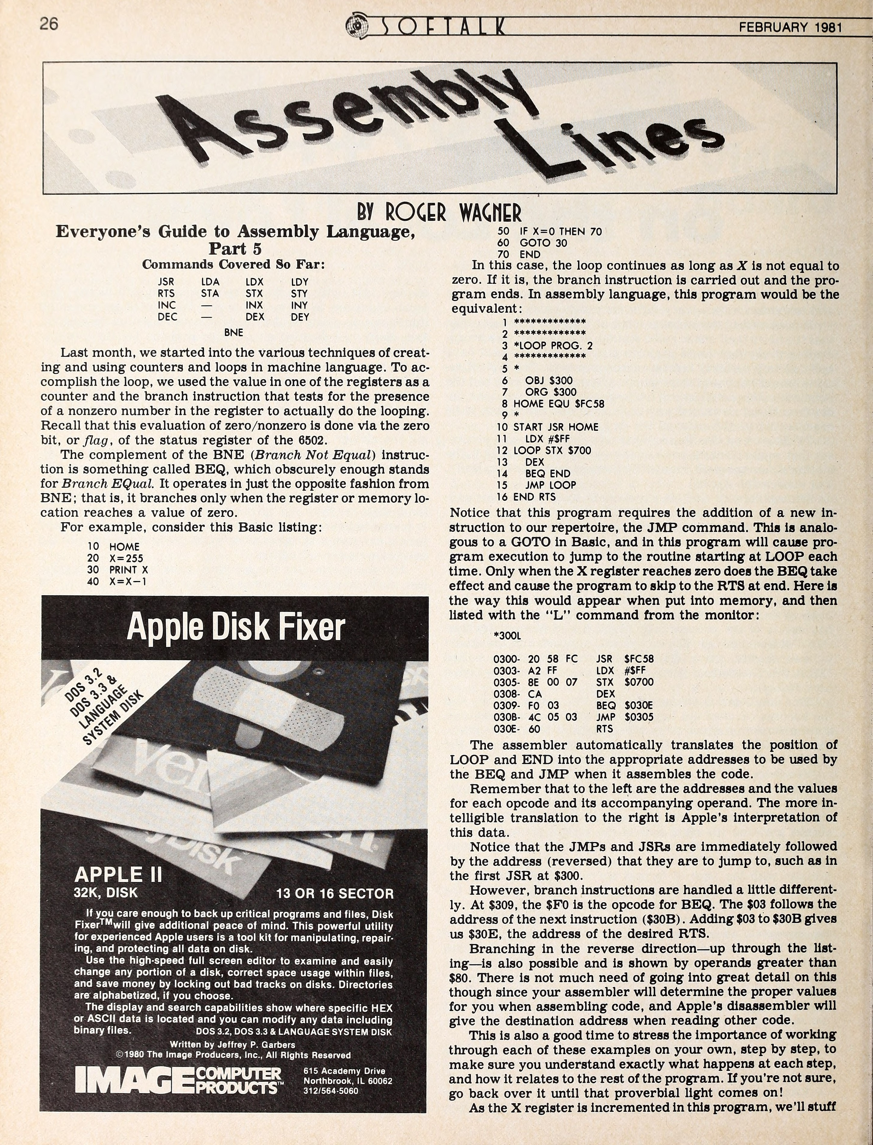 26
SOFTALK
FEBRUARY 1981
Assembly
Lines
BY ROGER WAGNER
Everyone's Guide to Assembly Language,
Part 5
Commands Covered So Far:
JSR LDA LDX LDY
RTS STA STX STY
INC — INX INY
DEC — DEX DEY
BNE
Last month, we started into the various techniques of creat-
ing and using counters and loops in machine language. To ac-
complish the loop, we used the value in one of the registers as a
counter and the branch instruction that tests for the presence
of a nonzero number in the register to actually do the looping.
Recall that this evaluation of zero/nonzero is done via the zero
bit, or flag, of the status register of the 6502.
The complement of the BNE (Branch Not Equal) instruc-
tion is something called BEQ, which obscurely enough stands
for Branch EQual. It operates in just the opposite fashion from
BNE; that is, it branches only when the register or memory lo-
cation reaches a value of zero.
For example, consider this Basic listing:
10 HOME
20 X=255
30 PRINT X
40 X=X-1
Apple Disk Fixer
DOS 3.2
DOS 3.3 &
LANGUAGE
SYSTEM DISK
APPLE II
32K, DISK
13 OR 16 SECTOR
If you care enough to back up critical programs and files, Disk
Fixer™ will give additional peace of mind. This powerful utility
for experienced Apple users is a tool kit for manipulating, repair-
ing, and protecting all data on disk.
Use the high-speed full screen editor to examine and easily
change any portion of a disk, correct space usage within files,
and save money by locking out bad tracks on disks. Directories
are alphabetized, if you choose.
The display and search capabilities show where specific HEX
or ASCII data is located and you can modify any data including
binary files. DOS 3.2, DOS 3.3 & LANGUAGE SYSTEM DISK
Written by Jeffrey P. Garbers
©1980 The Image Producers, Inc., All Rights Reserved
IMAGE COMPUTER PRODUCTS™
615 Academy Drive
Northbrook, IL 60062
312/564-5060
50 IF X=0 THEN 70
60 GOTO 30
70 END
In this case, the loop continues as long as X is not equal to
zero. If it is, the branch instruction is carried out and the pro-
gram ends. In assembly language, this program would be the
equivalent:
1 *************
2 *************
3 *LOOP PROG. 2
4 *************
5 *
6 OBJ $300
7 ORG $300
8 HOME EQU $FC58
9 *
10 START JSR HOME
11 LDX #$FF
12 LOOP STX $700
13 DEX
14 BEQ END
15 JMP LOOP
16 END RTS
Notice that this program requires the addition of a new in-
struction to our repertoire, the JMP command. This is analo-
gous to a GOTO in Basic, and in this program will cause pro-
gram execution to jump to the routine starting at LOOP each
time. Only when the X register reaches zero does the BEQ take
effect and cause the program to skip to the RTS at end. Here is
the way this would appear when put into memory, and then
listed with the "L" command from the monitor:
*300L
0300- 20 58 FC JSR $FC58
0303- A2 FF LDX #$FF
0305- 8E 00 07 STX $0700
0308- CA DEX
0309- F0 03 BEQ $030E
030B- 4C 05 03 JMP $0305
030E- 60 RTS
The assembler automatically translates the position of
LOOP and END into the appropriate addresses to be used by
the BEQ and JMP when it assembles the code.
Remember that to the left are the addresses and the values
for each opcode and its accompanying operand. The more in-
telligible translation to the right is Apple's interpretation of
this data.
Notice that the JMPs and JSRs are immediately followed
by the address (reversed) that they are to jump to, such as in
the first JSR at $300.
However, branch instructions are handled a little different-
ly. At $309, the $F0 is the opcode for BEQ. The $03 follows the
address of the next instruction ($30B). Adding $03 to $30B gives
us $30E, the address of the desired RTS.
Branching in the reverse direction—up through the list-
ing—is also possible and is shown by operands greater than
$80. There is not much need of going into great detail on this
though since your assembler will determine the proper values
for you when assembling code, and Apple's disassembler will
give the destination address when reading other code.
This is also a good time to stress the importance of working
through each of these examples on your own, step by step, to
make sure you understand exactly what happens at each step,
and how it relates to the rest of the program. If you're not sure,
go back over it until that proverbial light comes on!
As the X register is incremented in this program, we'll stuff